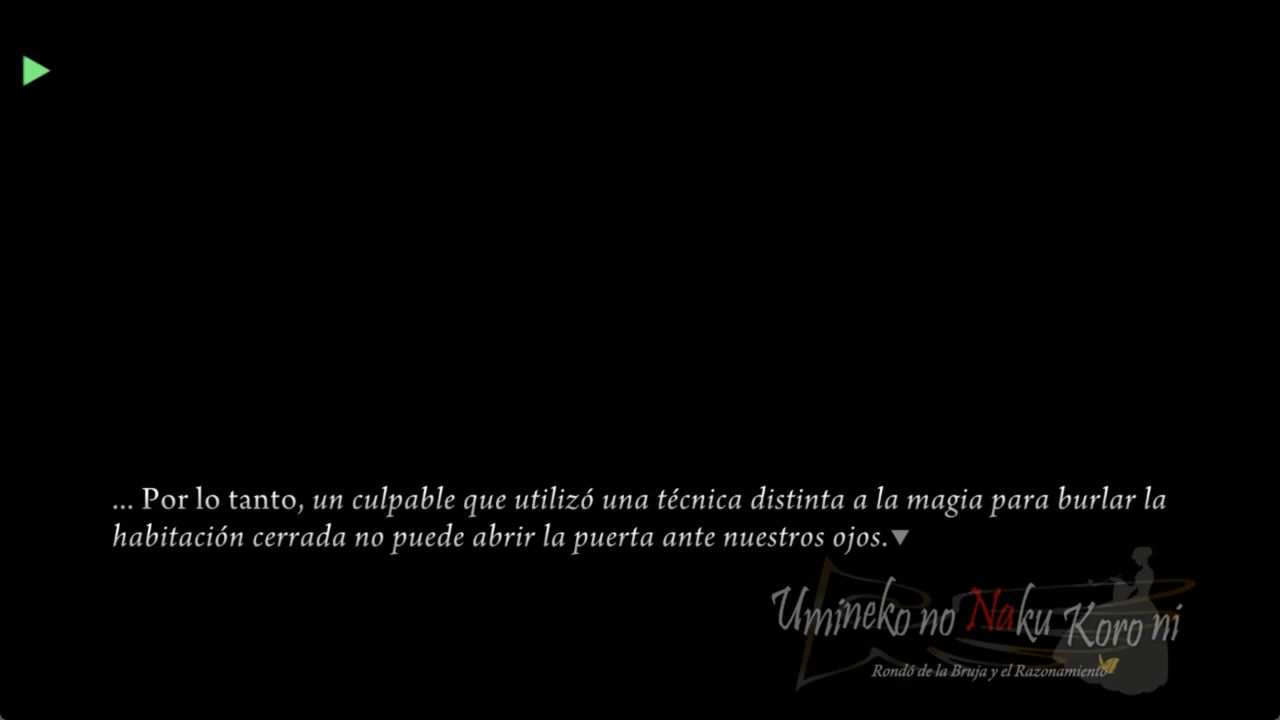 ... Por lo tanto, un culpable que utilizó una técnica distinta a la magia para burlar la
habitación cerrada no puede abrir la puerta ante nuestros ojos.
Umineko no Naku Koro ni
Rondó de la Bruja y el Razonamiento